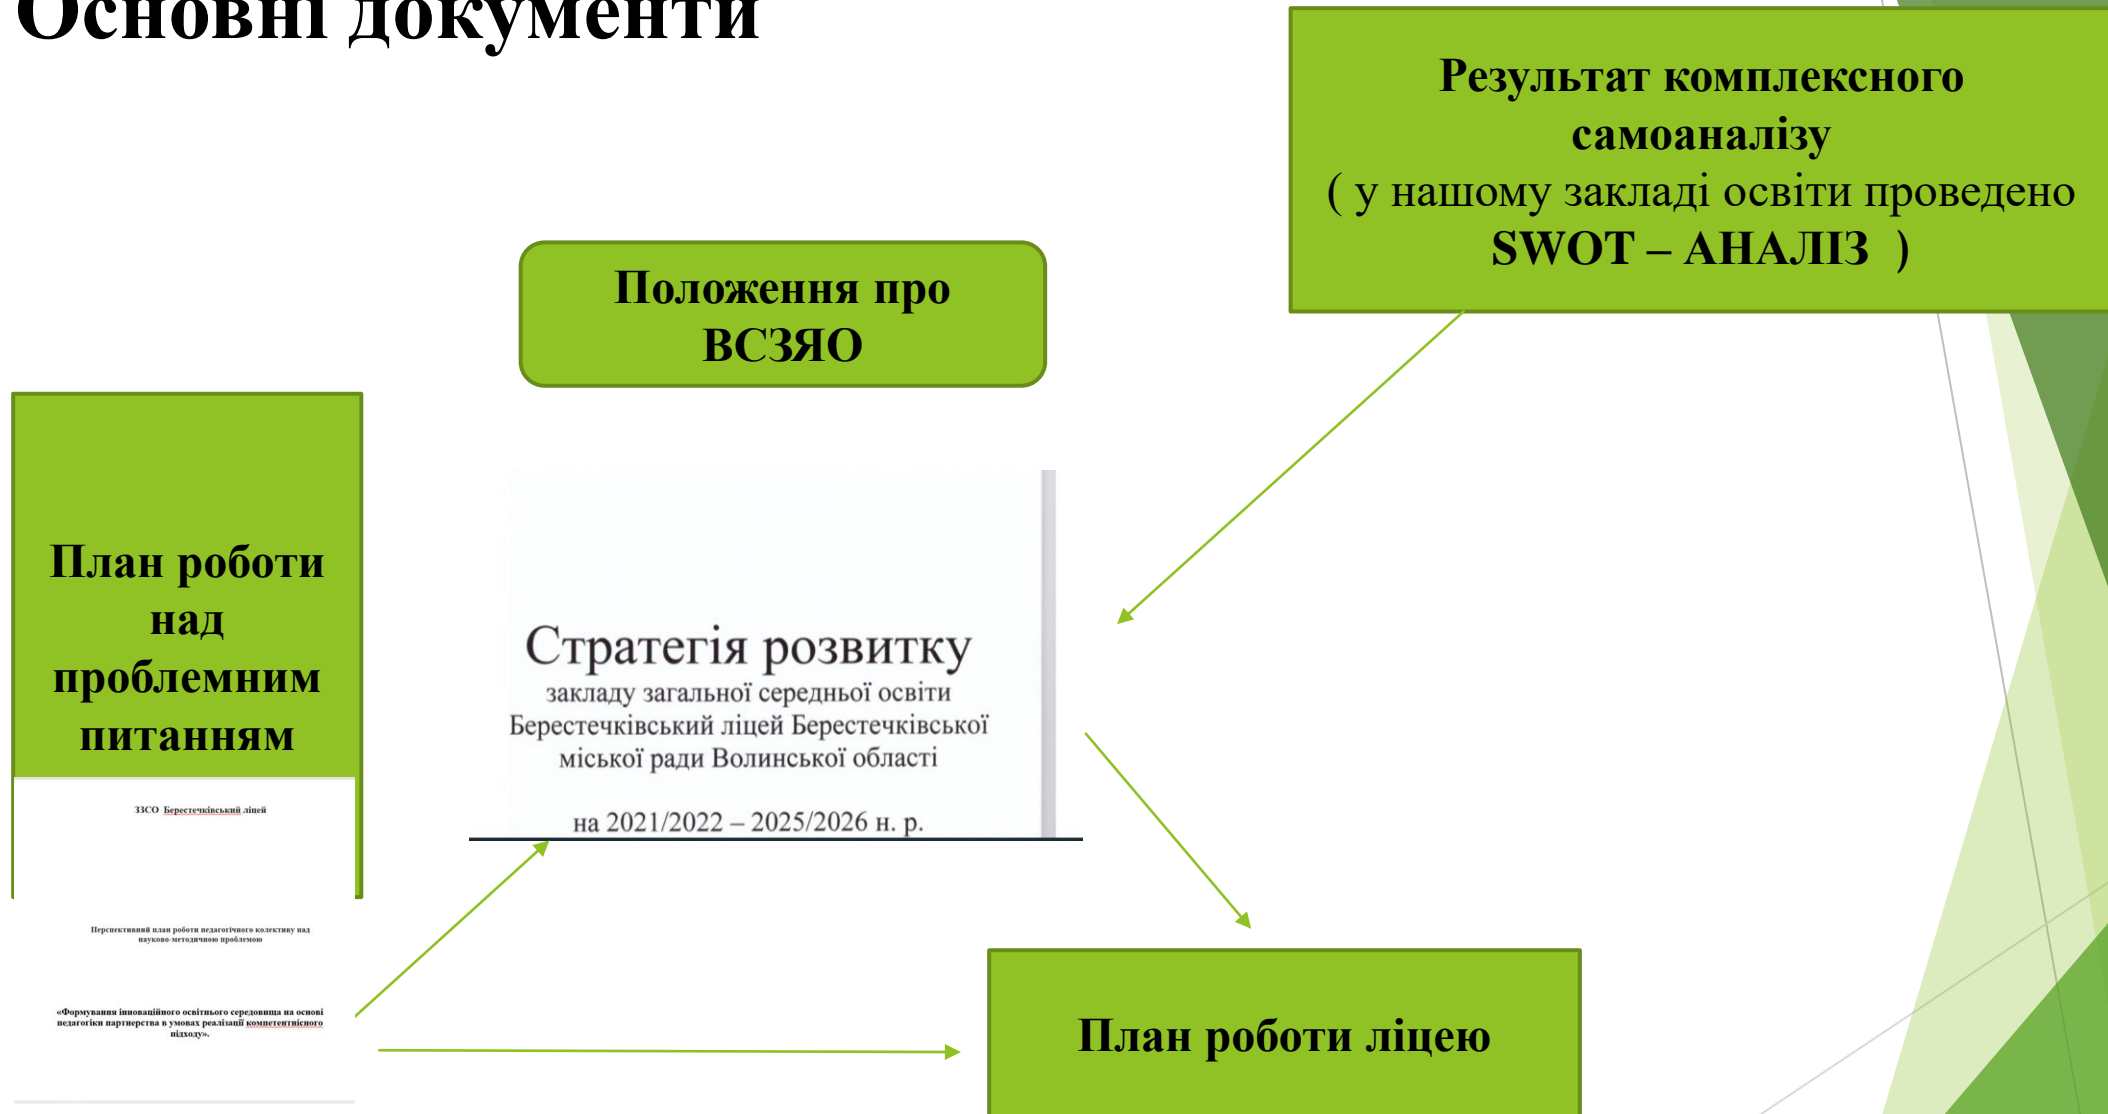 Основні документи
Результат комплексного
самоаналізу
( у нашому закладі освіти проведено
SWOT – АНАЛІЗ )
Положення про
ВСЗЯО
План роботи
над
проблемним
питанням
ЗЗСО Берестечківський ліцей
Перспективний план роботи педагогічного колективу над
науково-методичною проблемою
«Формування інноваційного освітнього середовища на основі
педагогіки партнерства в умовах реалізації компетентнісного
підходу».
Стратегія розвитку
закладу загальної середньої освіти
Берестечківський ліцей Берестечківської
міської ради Волинської області
на 2021/2022 – 2025/2026 н. р.
План роботи ліцею